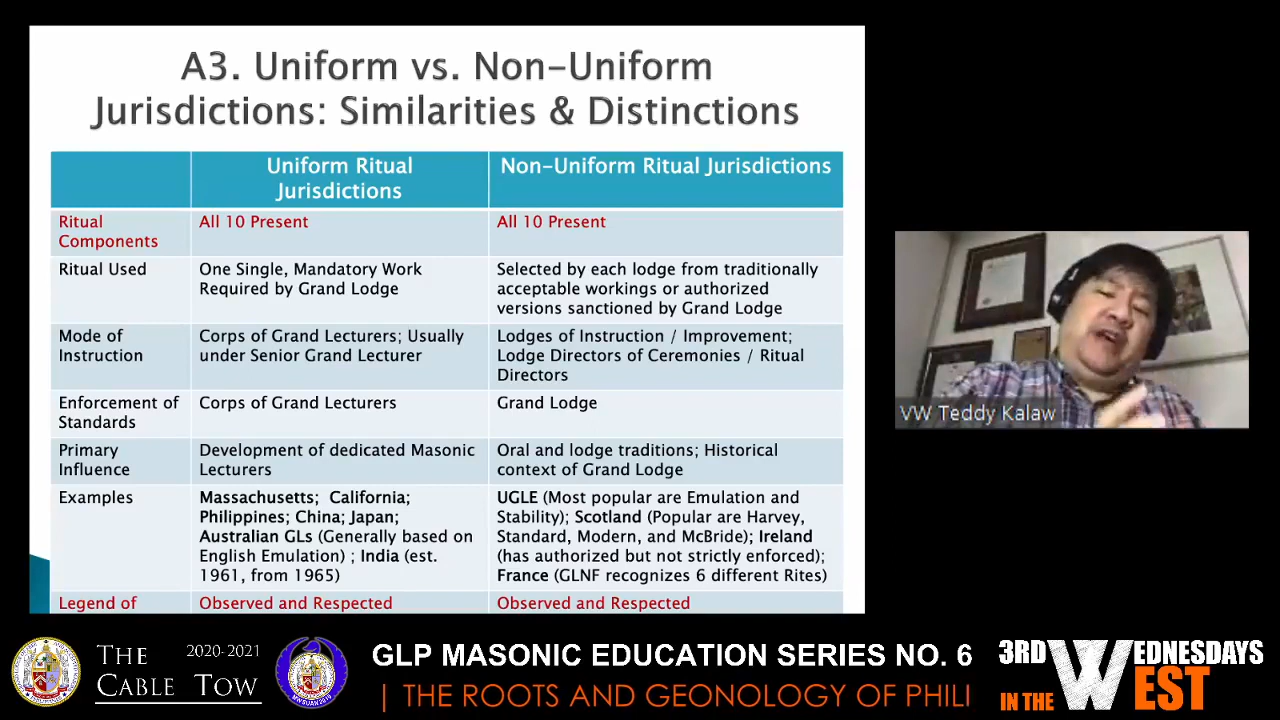 A3. Uniform vs. Non-Uniform
Jurisdictions: Similarities & Distinctions
Uniform Ritual
Jurisdictions
Non-Uniform Ritual Jurisdictions
Ritual
Components
All 10 Present
All 10 Present
Ritual Used
One Single, Mandatory Work
Required by Grand Lodge
Selected by each lodge from traditionally
acceptable workings or authorized
versions sanctioned by Grand Lodge
Mode of
Instruction
Corps of Grand Lecturers; Usually
under Senior Grand Lecturer
Lodges of Instruction / Improvement;
Lodge Directors of Ceremonies / Ritual
Directors
Enforcement of
Standards
Corps of Grand Lecturers
Grand Lodge
Primary
Influence
Development of dedicated Masonic
Lecturers
Oral and lodge traditions; Historical
context of Grand Lodge
Examples
Massachusetts; California;
Philippines; China; Japan;
Australian GLs (Generally based on
English Emulation) ; India (est.
1961, from 1965)
UGLE (Most popular are Emulation and
Stability); Scotland (Popular are Harvey,
Standard, Modern, and McBride); Ireland
(has authorized but not strictly enforced);
France (GLNF recognizes 6 different Rites)
Legend of
Observed and Respected
Observed and Respected
VW Teddy Kalaw
THE
2020-2021
CABLE TOW
GLP MASONIC EDUCATION SERIES NO. 6
| THE ROOTS AND GEONOLOGY OF PHILI
3RD WEDNESDAYS
IN THE WEST